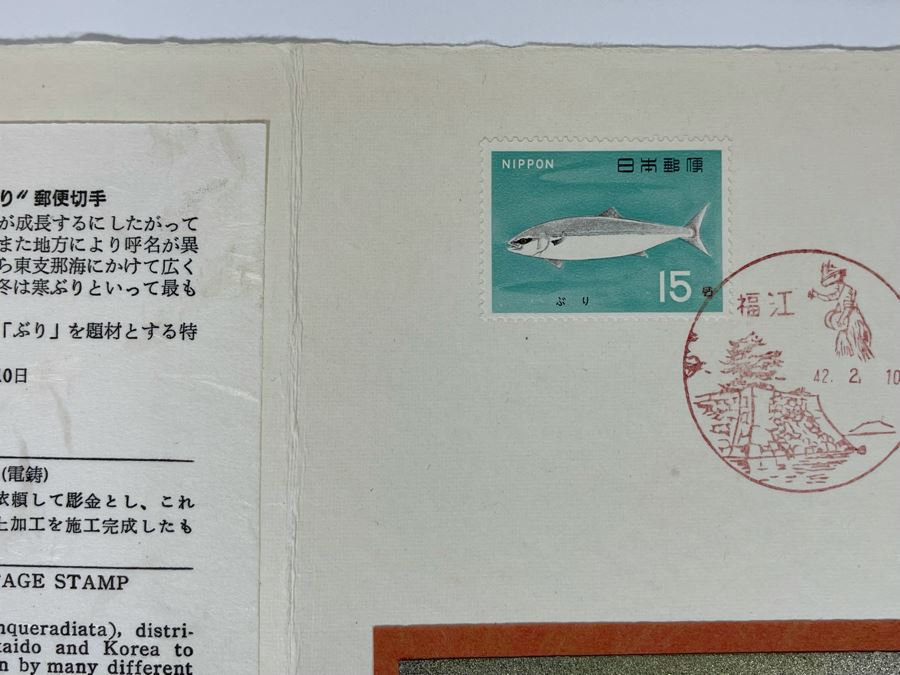 り〃郵便切手
が成長するにしたがって
また地方により呼名が異
ら東支那海にかけて広く
冬は寒ぶりといって最も
「ぶり」を題材とする特
10日
(電鋳)
依頼して彫金とし、これ
上加工を施工完成したも
TAGE STAMP
nqueradiata), distri-
kaido and Korea to
n by many different
NIPPON
日本郵便
ぶり
15
福江
42. 2. 10